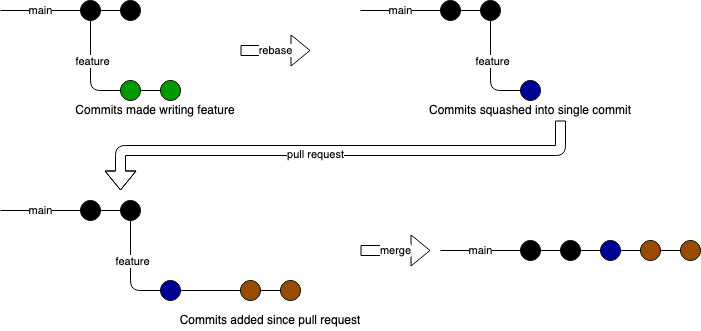 main
rebase
main
feature
feature
Commits made writing feature
Commits squashed into single commit
pull request
main
feature
merge
main
Commits added since pull request